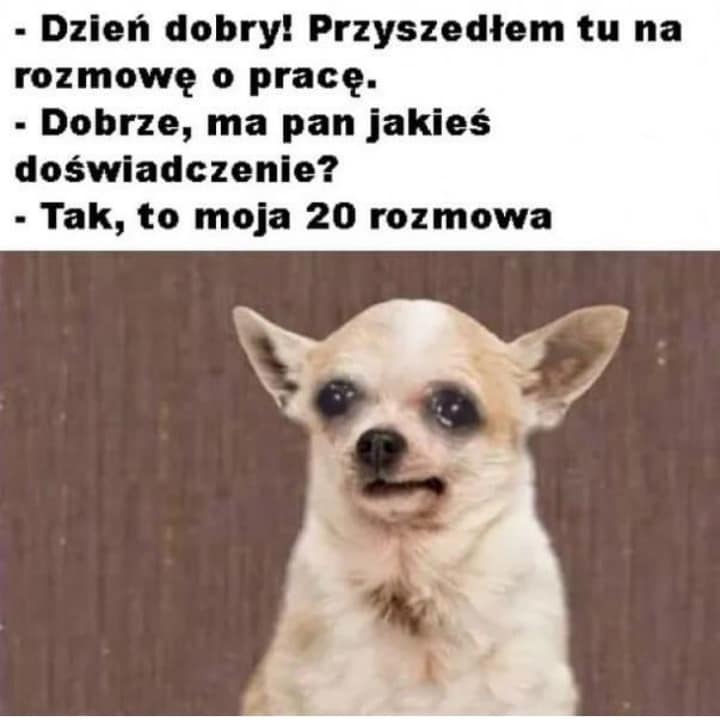 - Dzień dobry! Przyszedłem tu na
rozmowę o pracę.
- Dobrze, ma pan jakieś
doświadczenie?
- Tak, to moja 20 rozmowa